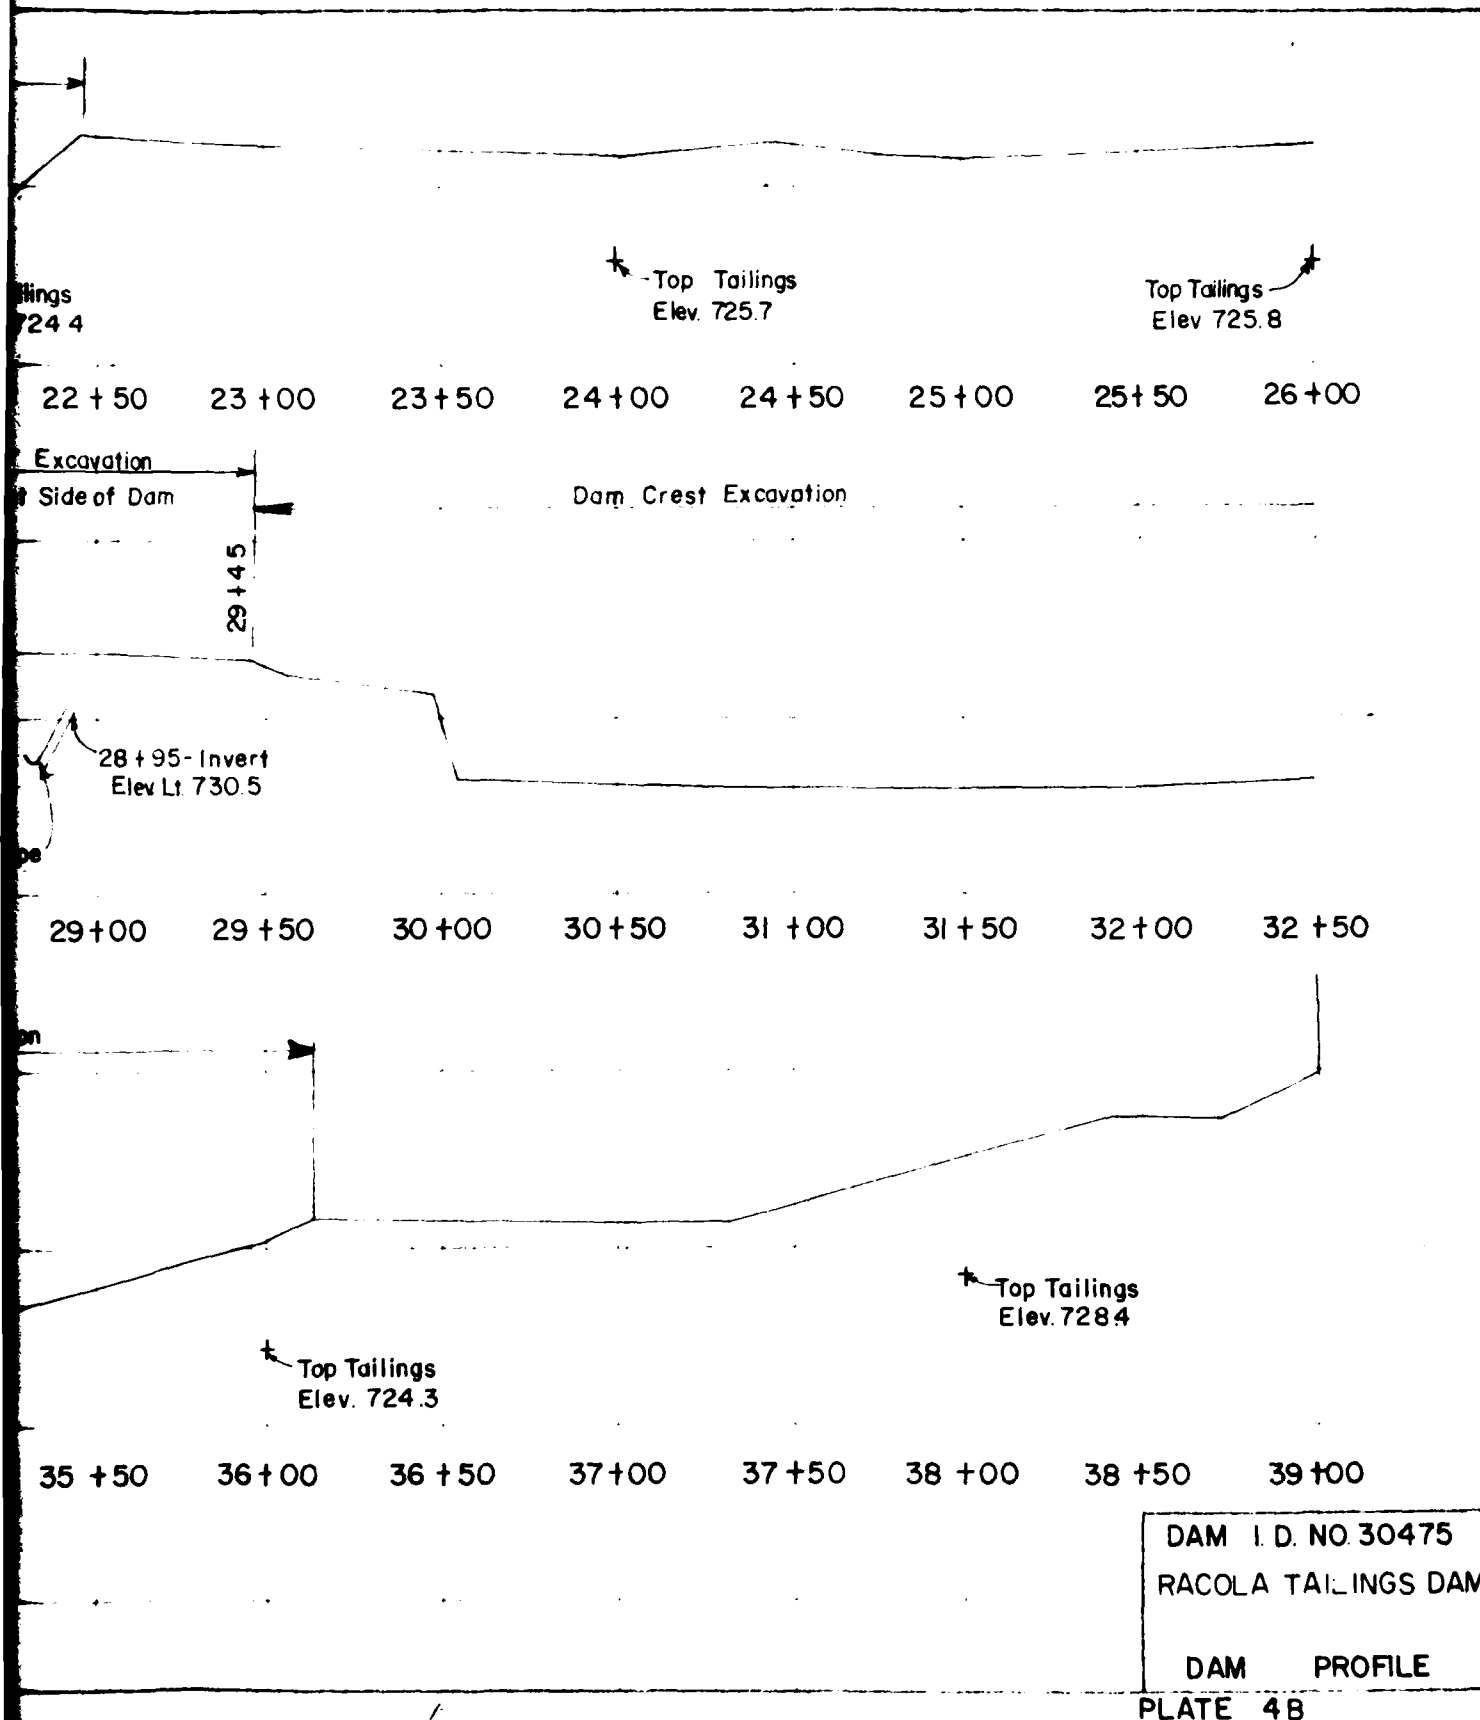 Top Tailings
Elev. 725.7
Top Tailings
Elev 725.8
724 4
22+50 23+00 23+50 24+00 24+50 25+00 25+50 26+00
Excavation
Side of Dam
Dam Crest Excavation
29+45
28+95-Invert
Elev. Lt. 730.5
29+00 29+50 30+00 30+50 31+00 31+50 32+00 32+50
Top Tailings
Elev. 728.4
Top Tailings
Elev. 724.3
35+50 36+00 36+50 37+00 37+50 38+00 38+50 39+00
DAM I.D. NO. 30475
RACOLA TAILINGS DAM
DAM PROFILE
PLATE 4B